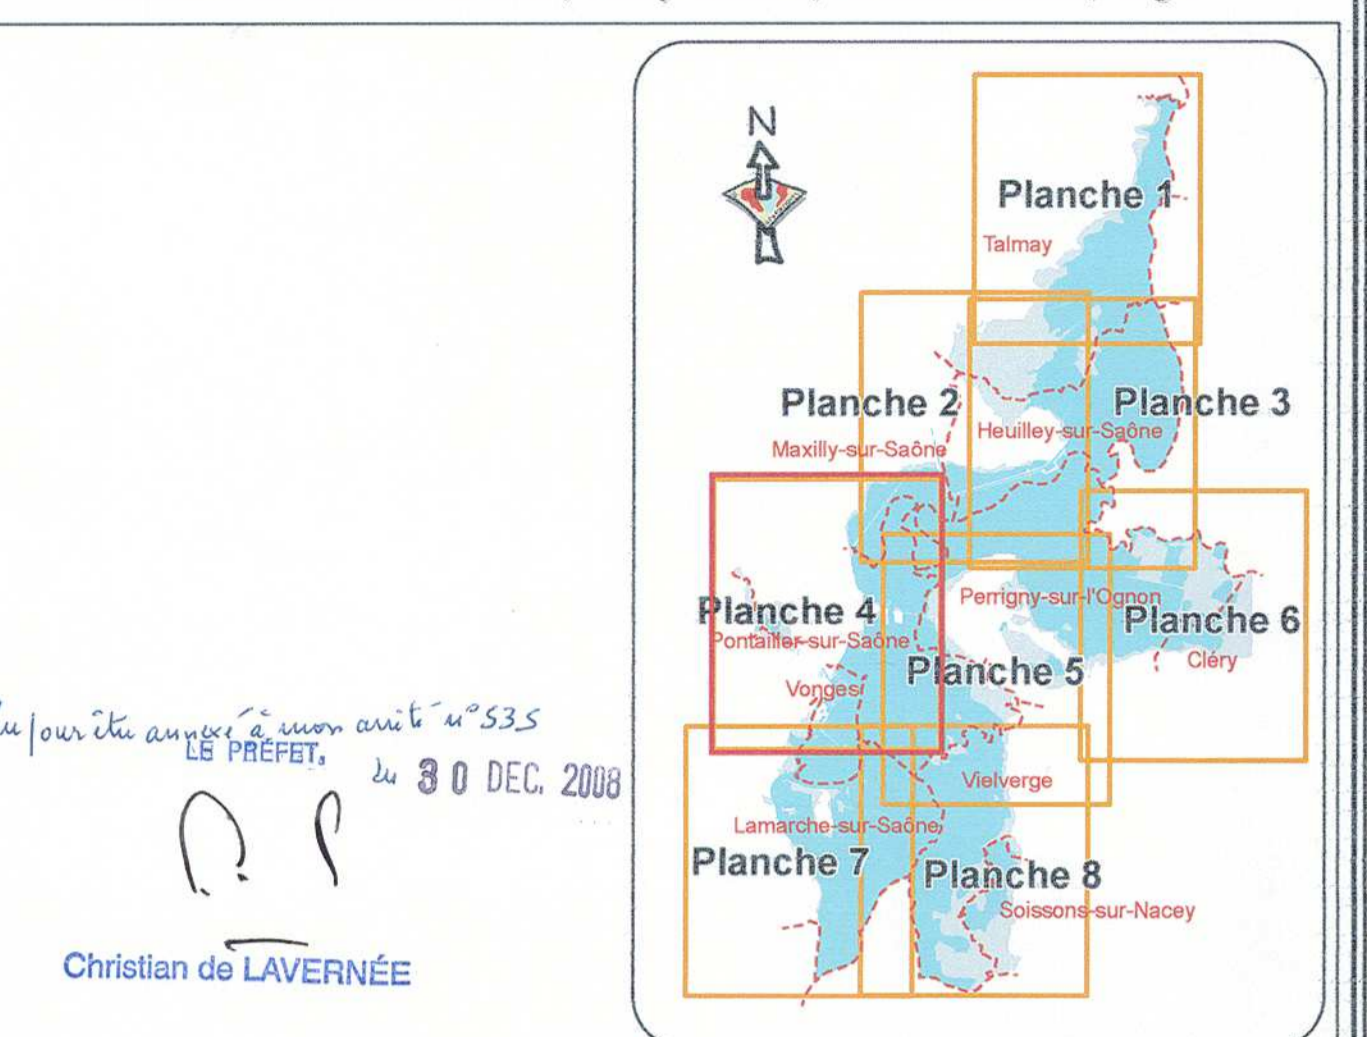 pour être annexé à mon arrêté n° 535
LE PRÉFET,
du 30 DEC. 2008
Christian de LAVERNÉE
N
Planche 1
Talmay
Planche 2
Planche 3
Heuilley-sur-Saône
Maxilly-sur-Saône
Perrigny-sur-l'Ognon
Planche 4
Planche 6
Pontailler-sur-Saône
Cléry
Planche 5
Vonges
Vielverge
Lamarche-sur-Saône
Planche 7
Planche 8
Soissons-sur-Nacey